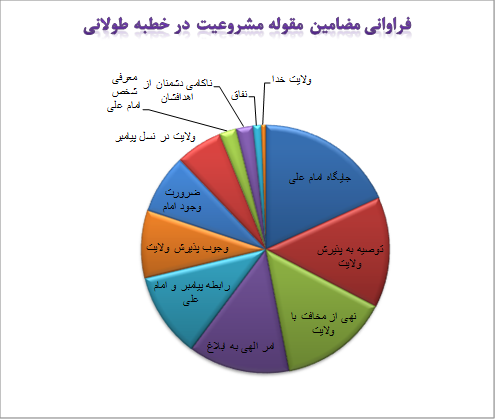 فراوانی مضامین مقوله مشروعیت در خطبه طولانی
ولایت خدا
نفاق
ناکامی دشمنان از
اهدافشان
معرفی
شخص
امام علی
ولایت در نسل پیامبر
ضرورت
وجود امام
وجوب پذیرش ولایت
رابطه پیامبر و امام
علی
امر الهی به ابلاغ
نهی از مخافت با
ولایت
توصیه به پذیرش
ولایت
جایگاه امام علی